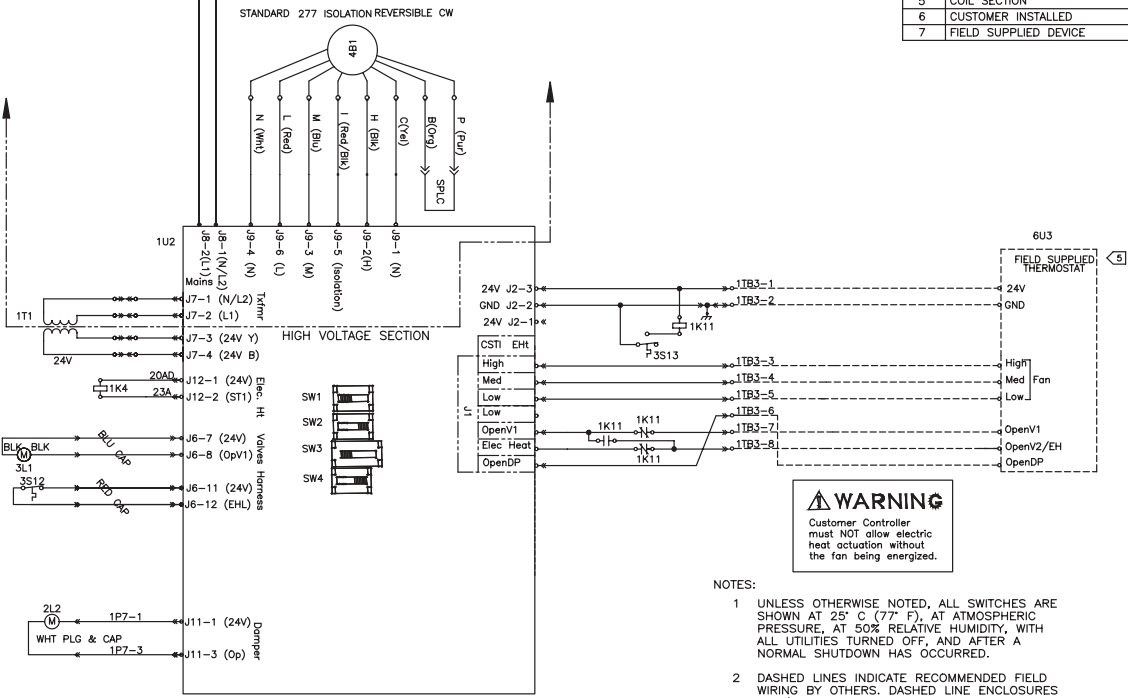 STANDARD 277 ISOLATION REVERSIBLE CW
5 COIL SECTION
6 CUSTOMER INSTALLED
7 FIELD SUPPLIED DEVICE
4B1
N (Wht)
L (Red)
M (Blu)
I (Red/Blk)
H (Blk)
C(Yel)
B(Org)
P (Pur)
SPLC
1U2
J8-2(L1)
J8-1(N/L2)
Mains
J9-4 (N)
J9-6 (L)
J9-3 (M)
J9-5 (Isolation)
J9-2(H)
J9-1 (N)
1T1
24V
J7-1 (N/L2)
J7-2 (L1)
Txfmr
J7-3 (24V Y)
J7-4 (24V B)
HIGH VOLTAGE SECTION
1K4
20AD
23A
J12-1 (24V)
J12-2 (ST1)
Elec. Ht
BLK
BLK
3L1
M
BLU CAP
J6-7 (24V)
J6-8 (OpV1)
Valves Harness
3S12
RED CAP
J6-11 (24V)
J6-12 (EHL)
SW1
SW2
SW3
SW4
2L2
M
WHT PLG & CAP
1P7-1
1P7-3
J11-1 (24V)
J11-3 (Op)
Damper
24V J2-3
GND J2-2
24V J2-1
CSTI EHt
J1
High
Med
Low
Low
OpenV1
Elec Heat
OpenDP
1K11
3S13
1K11
1K11
1K11
1TB3-1
1TB3-2
1TB3-3
1TB3-4
1TB3-5
1TB3-6
1TB3-7
1TB3-8
6U3
FIELD SUPPLIED
THERMOSTAT
5
24V
GND
High
Med Fan
Low
OpenV1
OpenV2/EH
OpenDP
WARNING
Customer Controller
must NOT allow electric
heat actuation without
the fan being energized.
NOTES:
1 UNLESS OTHERWISE NOTED, ALL SWITCHES ARE
SHOWN AT 25° C (77° F), AT ATMOSPHERIC
PRESSURE, AT 50% RELATIVE HUMIDITY, WITH
ALL UTILITIES TURNED OFF, AND AFTER A
NORMAL SHUTDOWN HAS OCCURRED.
2 DASHED LINES INDICATE RECOMMENDED FIELD
WIRING BY OTHERS. DASHED LINE ENCLOSURES